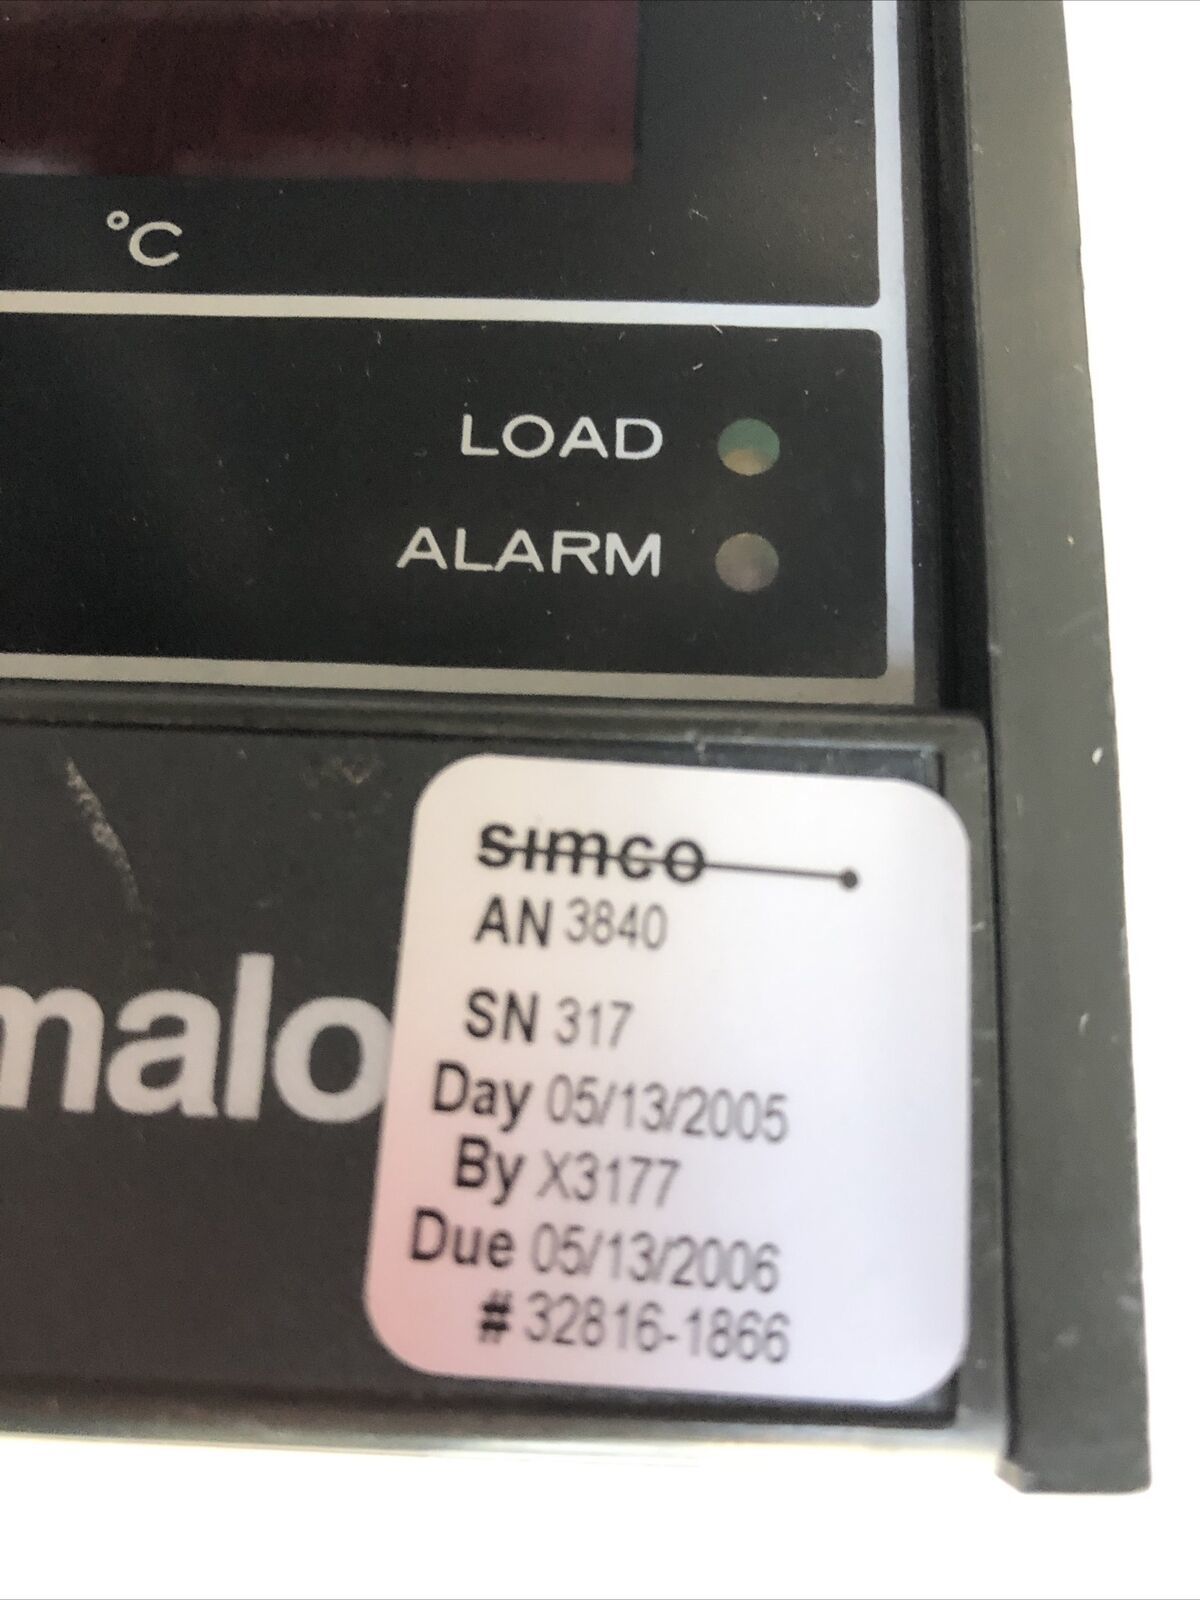 °C
LOAD
ALARM
malo
simco
AN 3840
SN 317
Day 05/13/2005
By X3177
Due 05/13/2006
# 32816-1866